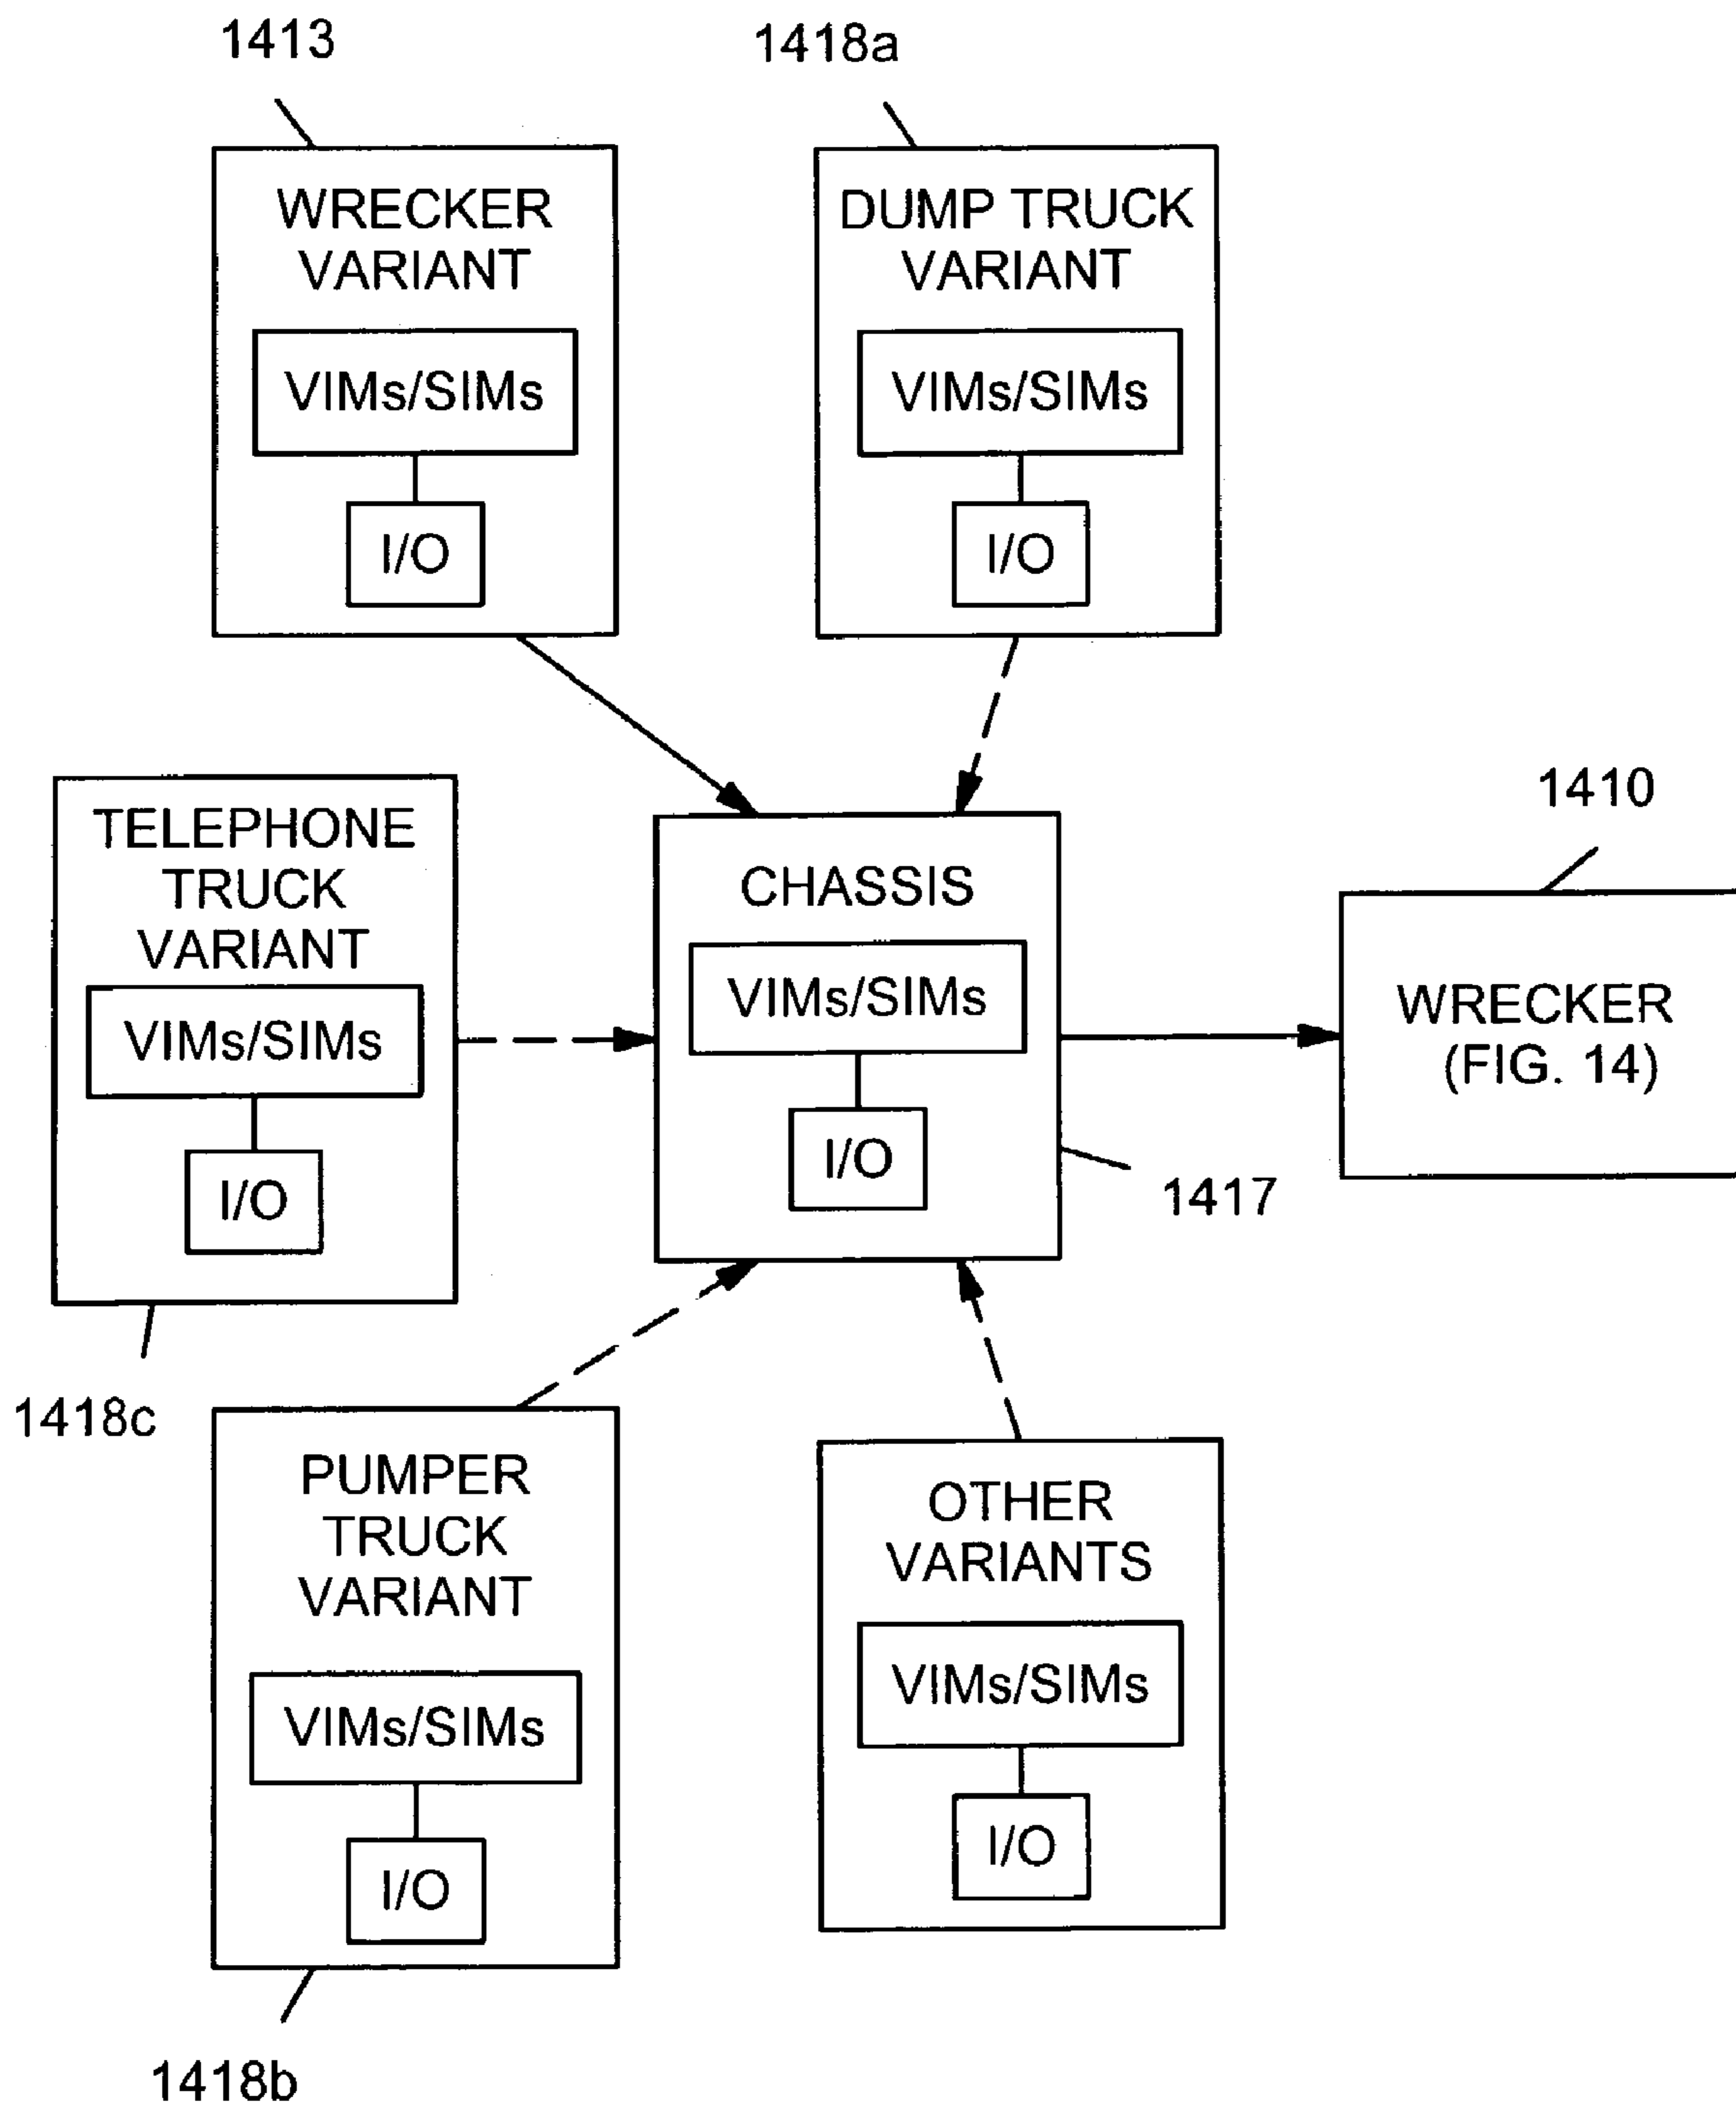 1413
1418a
WRECKER
VARIANT
VIMs/SIMs
I/O
DUMP TRUCK
VARIANT
VIMs/SIMs
I/O
TELEPHONE
TRUCK
VARIANT
VIMs/SIMs
I/O
1418c
CHASSIS
VIMs/SIMs
I/O
1417
1410
WRECKER
(FIG. 14)
PUMPER
TRUCK
VARIANT
VIMs/SIMs
I/O
1418b
OTHER
VARIANTS
VIMs/SIMs
I/O